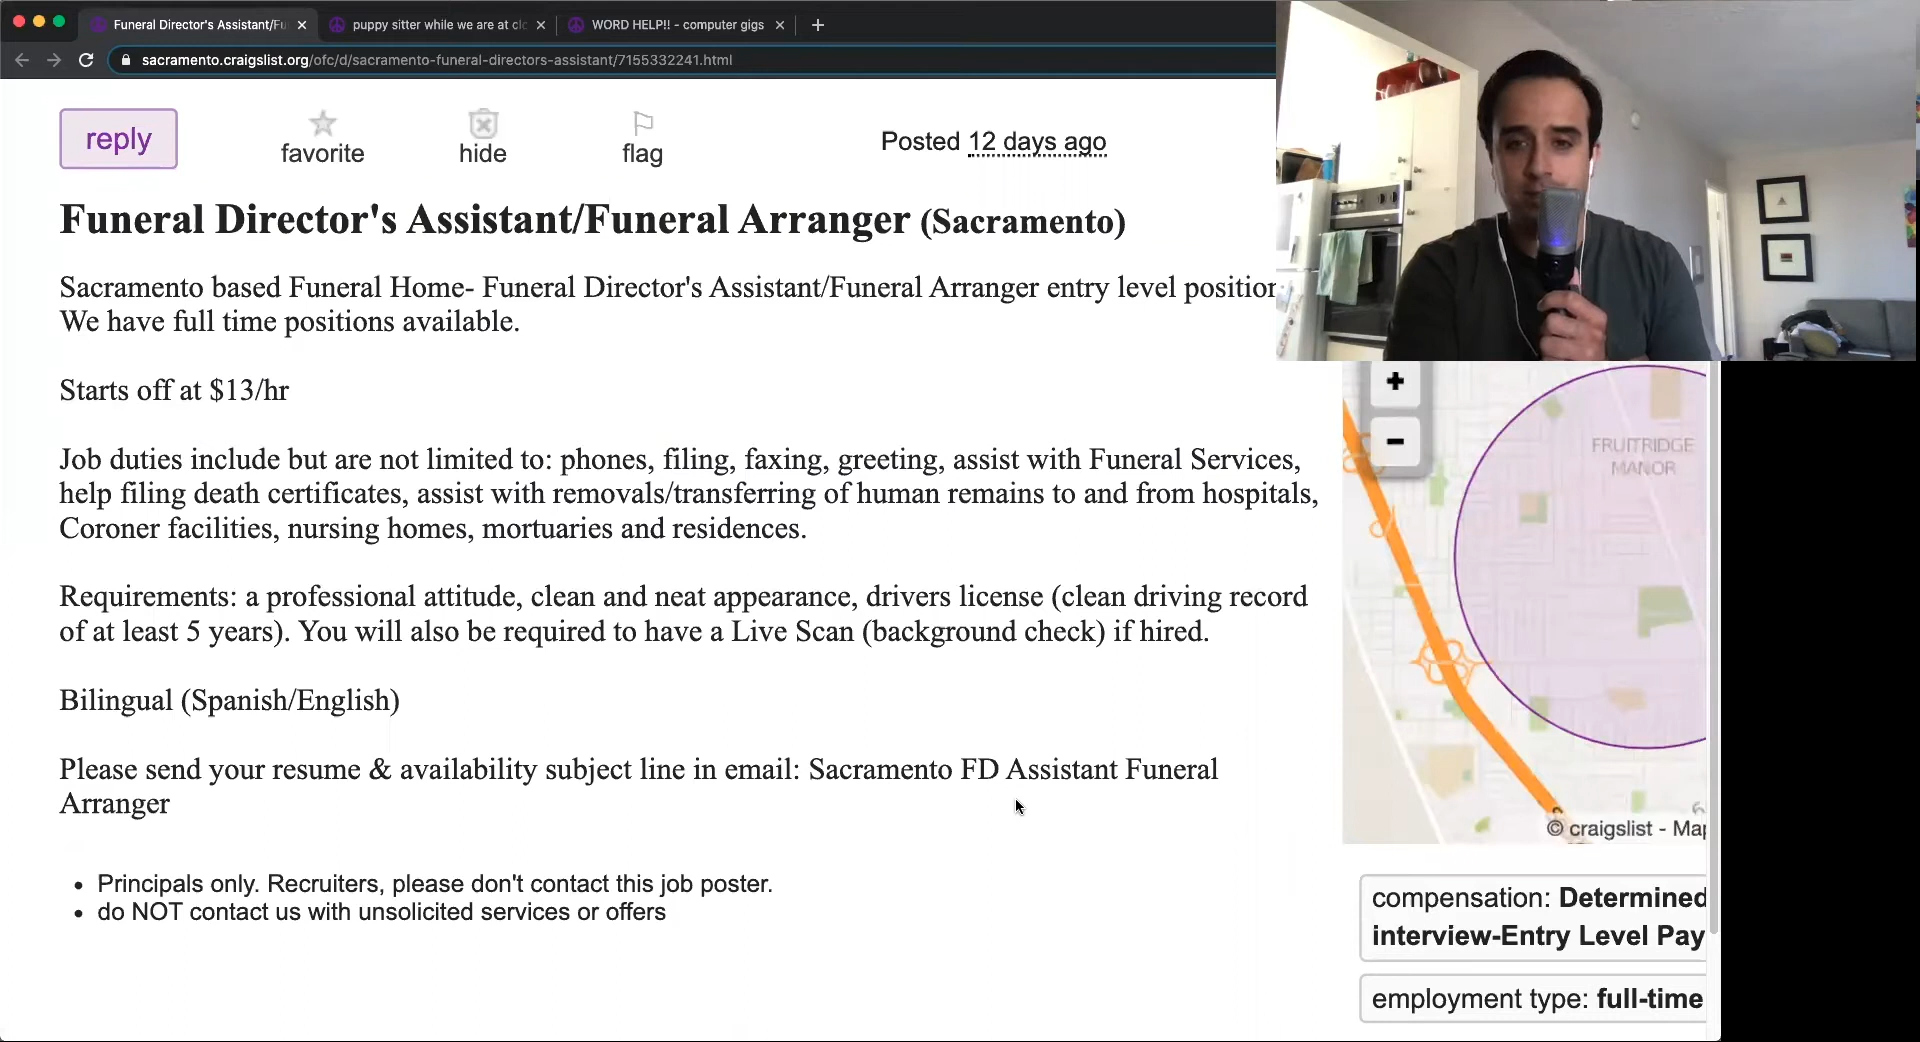 Funeral Director's Assistant/Fu
puppy sitter while we are at cl
WORD HELP!! - computer gigs
sacramento.craigslist.org/ofc/d/sacramento-funeral-directors-assistant/7155332241.html
reply
favorite
hide
flag
Posted 12 days ago
Funeral Director's Assistant/Funeral Arranger (Sacramento)
Sacramento based Funeral Home- Funeral Director's Assistant/Funeral Arranger entry level position
We have full time positions available.
Starts off at $13/hr
Job duties include but are not limited to: phones, filing, faxing, greeting, assist with Funeral Services,
help filing death certificates, assist with removals/transferring of human remains to and from hospitals,
Coroner facilities, nursing homes, mortuaries and residences.
Requirements: a professional attitude, clean and neat appearance, drivers license (clean driving record
of at least 5 years). You will also be required to have a Live Scan (background check) if hired.
Bilingual (Spanish/English)
Please send your resume & availability subject line in email: Sacramento FD Assistant Funeral
Arranger
• Principals only. Recruiters, please don't contact this job poster.
• do NOT contact us with unsolicited services or offers
+
-
FRUITRIDGE
MANOR
© craigslist - Map
compensation: Determined
interview-Entry Level Pay
employment type: full-time